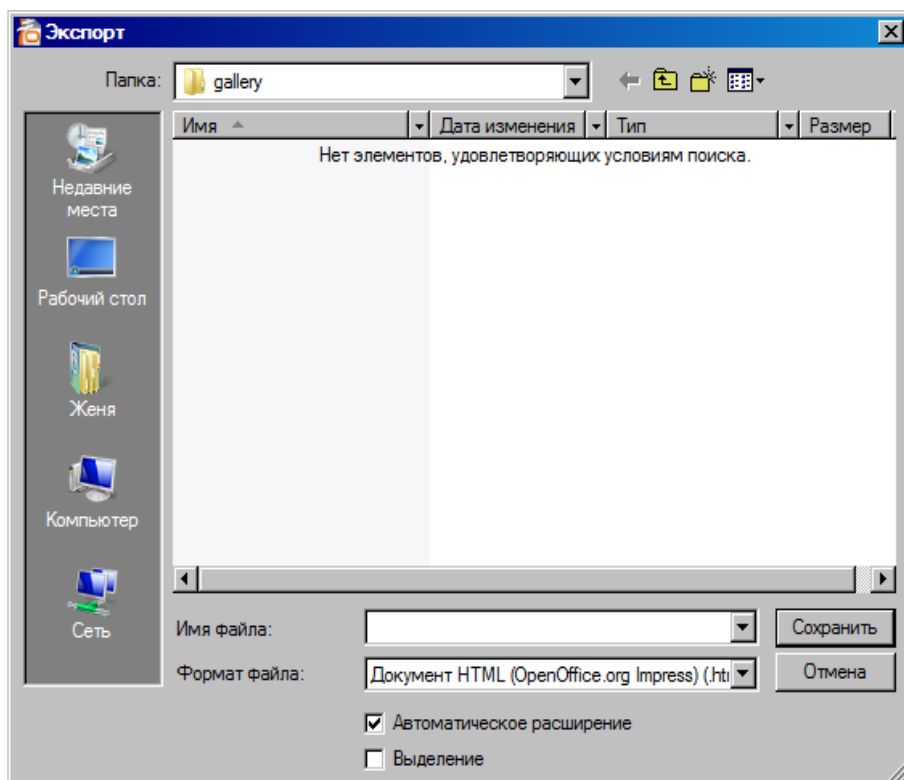 Экспорт
Папка:
gallery
Имя
Дата изменения
Тип
Размер
Нет элементов, удовлетворяющих условиям поиска.
Недавние
места
Рабочий стол
Женя
Компьютер
Сеть
Имя файла:
Сохранить
Формат файла:
Документ HTML (OpenOffice.org Impress) (.ht
Отмена
Автоматическое расширение
Выделение